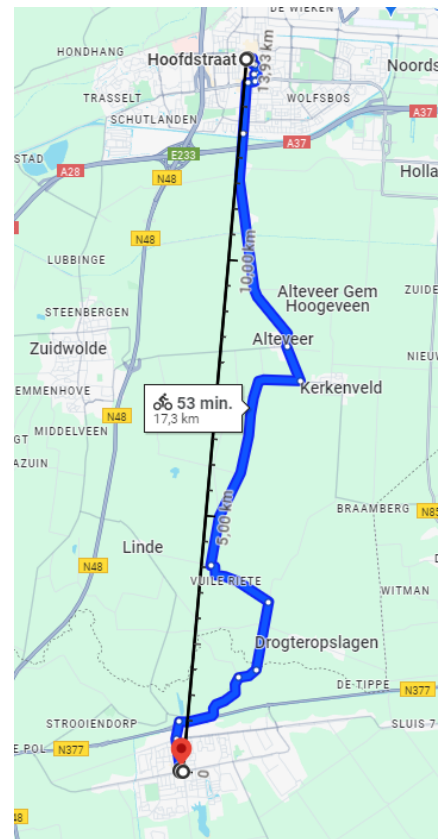 DE WIEKEN
HONDHANG
Hoofdstraat
13,93 km
Noords
TRASSELT
WOLFSBOS
SCHUTLANDEN
A37
A37
E233
STAD
A28
N48
Holla
N48
LUBBINGE
10,00 km
Alteveer Gem
Hoogeveen
ZUIDE
STEENBERGEN
Alteveer
Zuidwolde
NIEUW
EMMENHOVE
Kerkenveld
53 min.
17,3 km
N48
MIDDELVEEN
GT
AZUIN
5,00 km
BRAAMBERG
N85
Linde
N48
VUILE RIETE
WITMAN
Drogteropslagen
DE TIPPE
N377
STROOIENDORP
SLUIS 7
E POL
N377
0
48